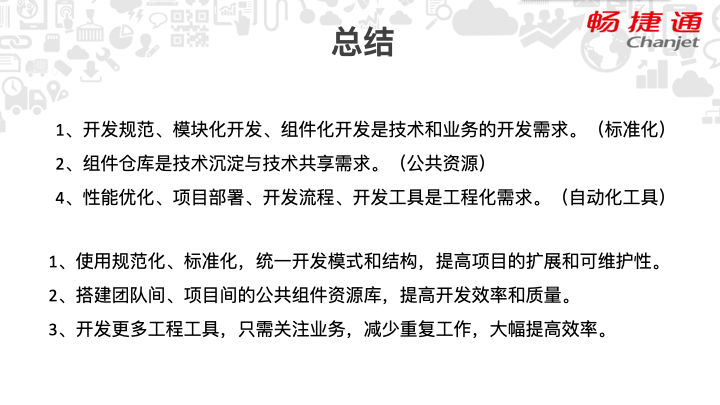 畅捷通
Chanjet
总结
1、开发规范、模块化开发、组件化开发是技术和业务的开发需求。（标准化）
2、组件仓库是技术沉淀与技术共享需求。（公共资源）
4、性能优化、项目部署、开发流程、开发工具是工程化需求。（自动化工具）
1、使用规范化、标准化，统一开发模式和结构，提高项目的扩展和可维护性。
2、搭建团队间、项目间的公共组件资源库，提高开发效率和质量。
3、开发更多工程工具，只需关注业务，减少重复工作，大幅提高效率。